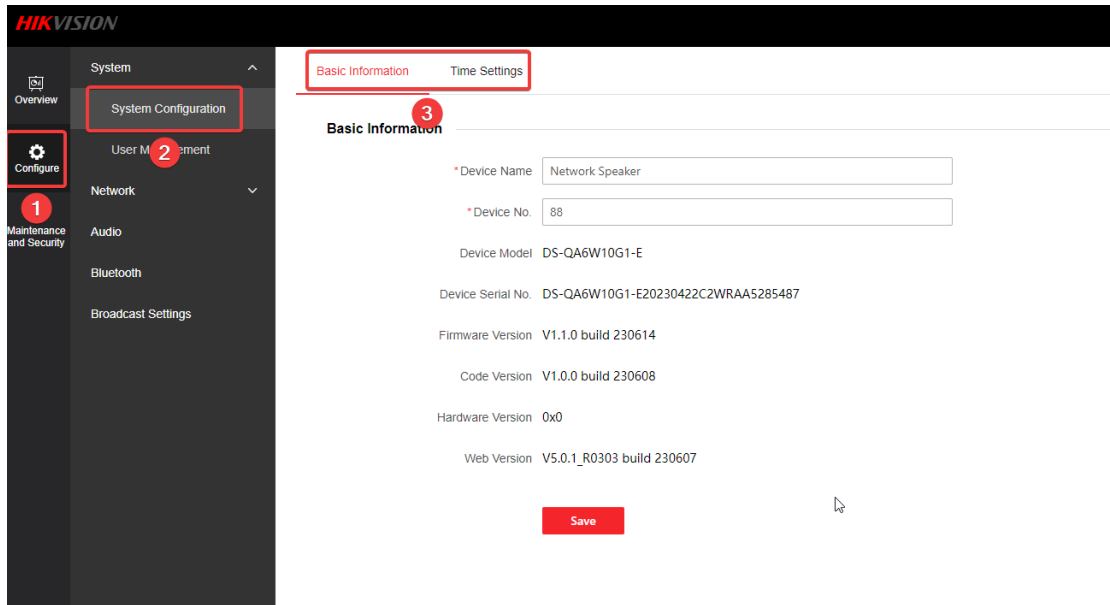 HIKVISION
Overview
Configure
1
Maintenance
and Security
System
System Configuration
User M 2 ement
Network
Audio
Bluetooth
Broadcast Settings
Basic Information Time Settings
3
Basic Information
*Device Name Network Speaker
*Device No. 88
Device Model DS-QA6W10G1-E
Device Serial No. DS-QA6W10G1-E20230422C2WRAA5285487
Firmware Version V1.1.0 build 230614
Code Version V1.0.0 build 230608
Hardware Version 0x0
Web Version V5.0.1_R0303 build 230607
Save